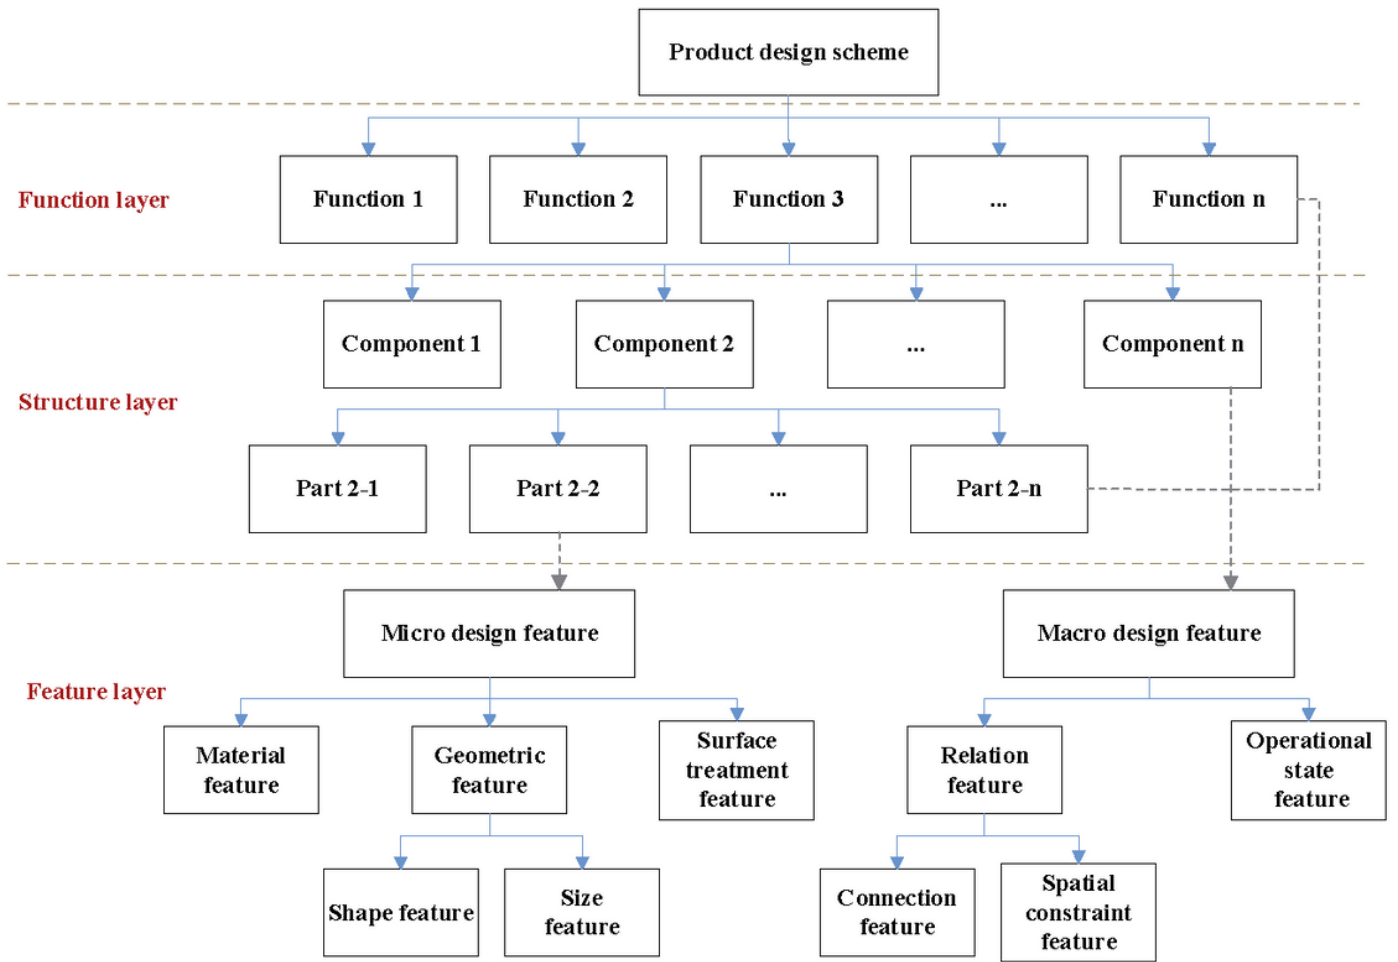 Product design scheme
Function layer
Function 1
Function 2
Function 3
...
Function n
Structure layer
Component 1
Component 2
...
Component n
Part 2-1
Part 2-2
...
Part 2-n
Feature layer
Micro design feature
Macro design feature
Material
feature
Geometric
feature
Surface
treatment
feature
Relation
feature
Operational
state
feature
Shape feature
Size
feature
Connection
feature
Spatial
constraint
feature